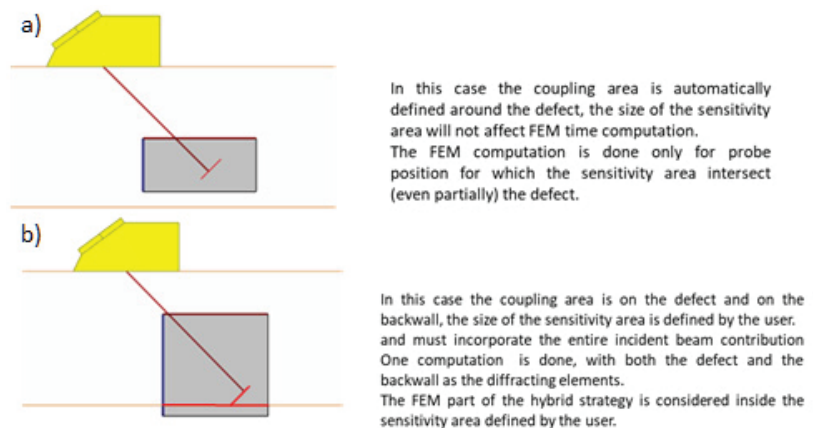 a)
In this case the coupling area is automatically
defined around the defect, the size of the sensitivity
area will not affect FEM time computation.
The FEM computation is done only for probe
position for which the sensitivity area intersect
(even partially) the defect.
b)
In this case the coupling area is on the defect and on the
backwall, the size of the sensitivity area is defined by the user.
and must incorporate the entire incident beam contribution
One computation is done, with both the defect and the
backwall as the diffracting elements.
The FEM part of the hybrid strategy is considered inside the
sensitivity area defined by the user.